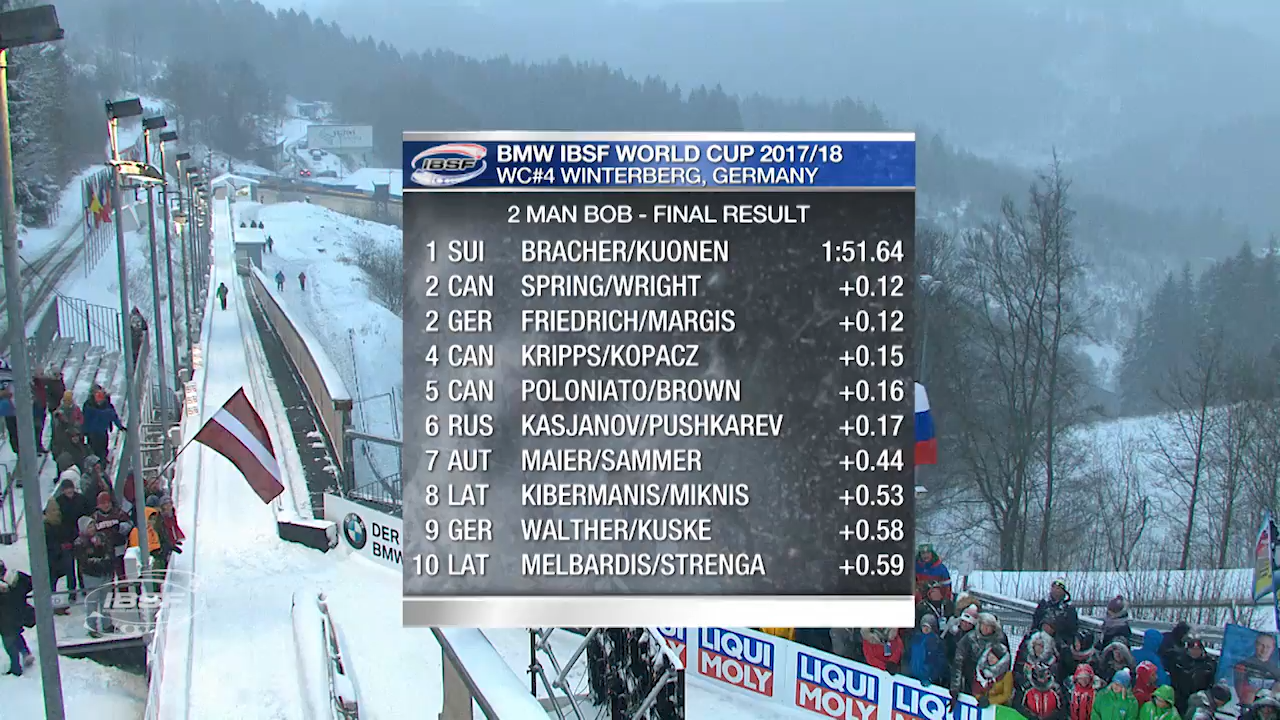 IBSF
BMW IBSF WORLD CUP 2017/18
WC#4 WINTERBERG, GERMANY
2 MAN BOB - FINAL RESULT
1 SUI BRACHER/KUONEN 1:51.64
2 CAN SPRING/WRIGHT +0.12
2 GER FRIEDRICH/MARGIS +0.12
4 CAN KRIPPS/KOPACZ +0.15
5 CAN POLONIATO/BROWN +0.16
6 RUS KASJANOV/PUSHKAREV +0.17
7 AUT MAIER/SAMMER +0.44
8 LAT KIBERMANIS/MIKNIS +0.53
9 GER WALTHER/KUSKE +0.58
10 LAT MELBARDIS/STRENGA +0.59
DER
BMW
IBSF
LIQUI
MOLY
LIQUI
MOLY
LIQUI